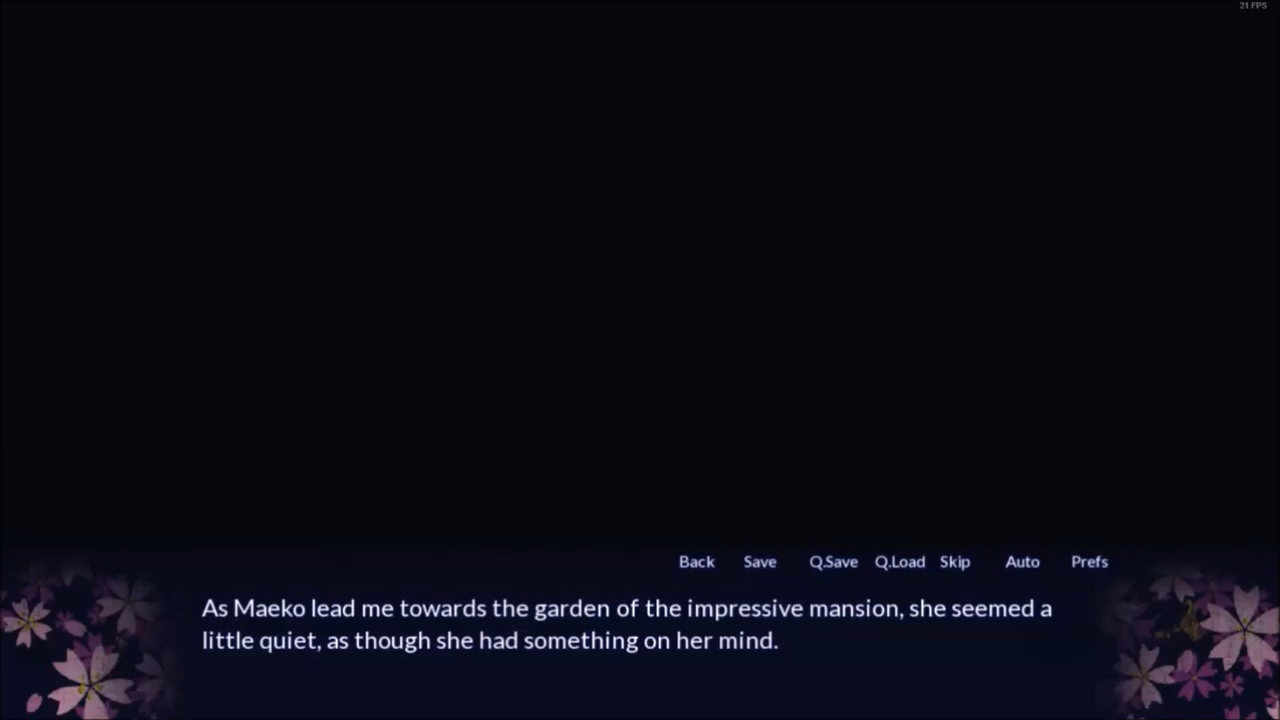 21 FPS
Back Save Q.Save Q.Load Skip Auto Prefs
As Maeko lead me towards the garden of the impressive mansion, she seemed a
little quiet, as though she had something on her mind.